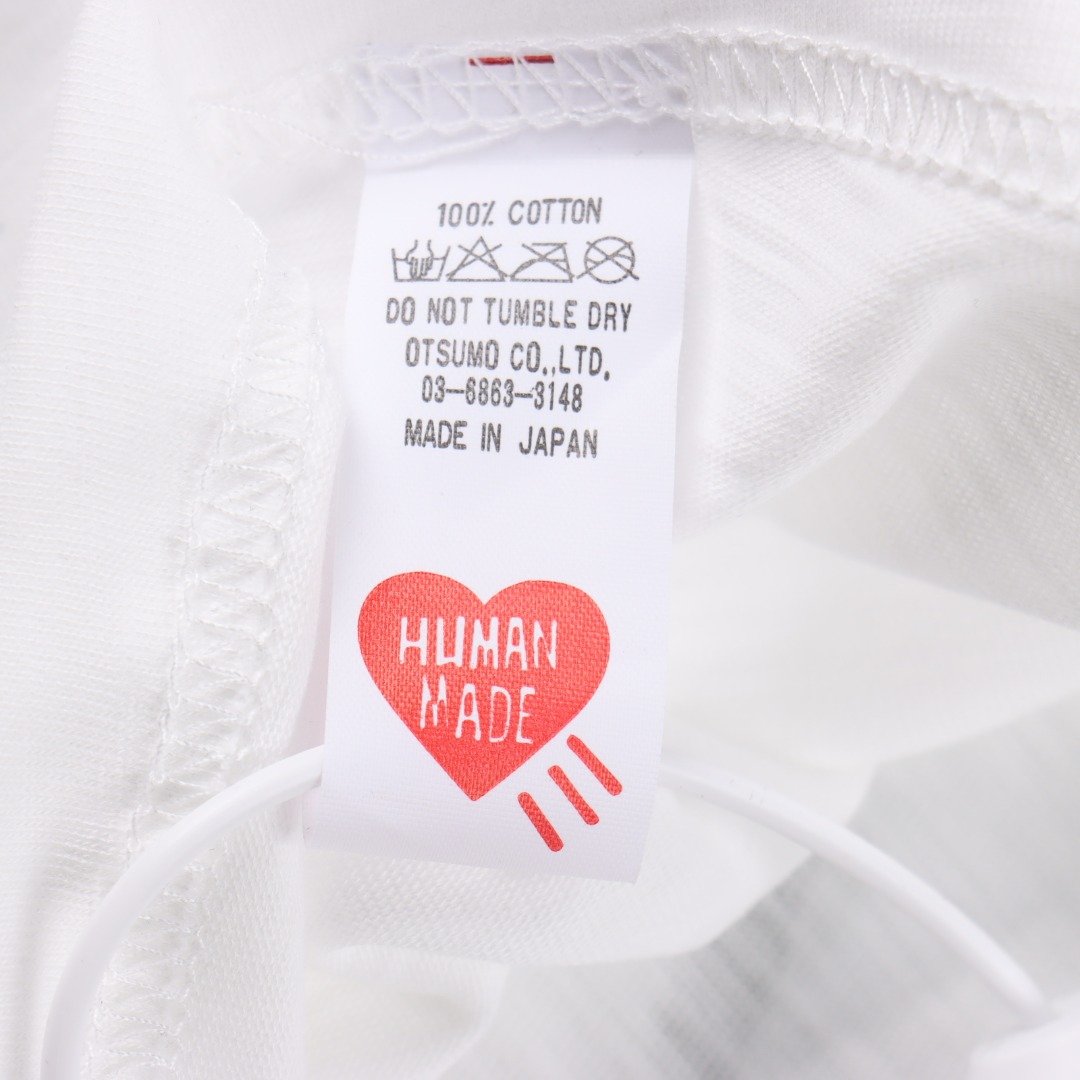 100% COTTON
DO NOT TUMBLE DRY
OTSUMO CO.,LTD.
03-6863-3148
MADE IN JAPAN
HUMAN
MADE